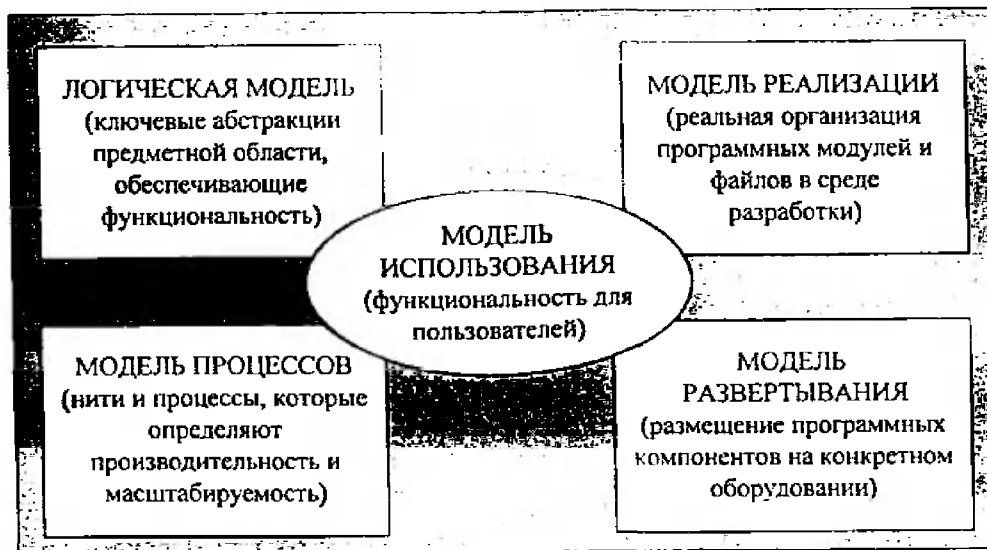 ЛОГИЧЕСКАЯ МОДЕЛЬ
(ключевые абстракции
предметной области,
обеспечивающие
функциональность)
МОДЕЛЬ РЕАЛИЗАЦИИ
(реальная организация
программных модулей и
файлов в среде
разработки)
МОДЕЛЬ
ИСПОЛЬЗОВАНИЯ
(функциональность для
пользователей)
МОДЕЛЬ ПРОЦЕССОВ
(нити и процессы, которые
определяют
производительность и
масштабируемость)
МОДЕЛЬ
РАЗВЕРТЫВАНИЯ
(размещение программных
компонентов на конкретном
оборудовании)